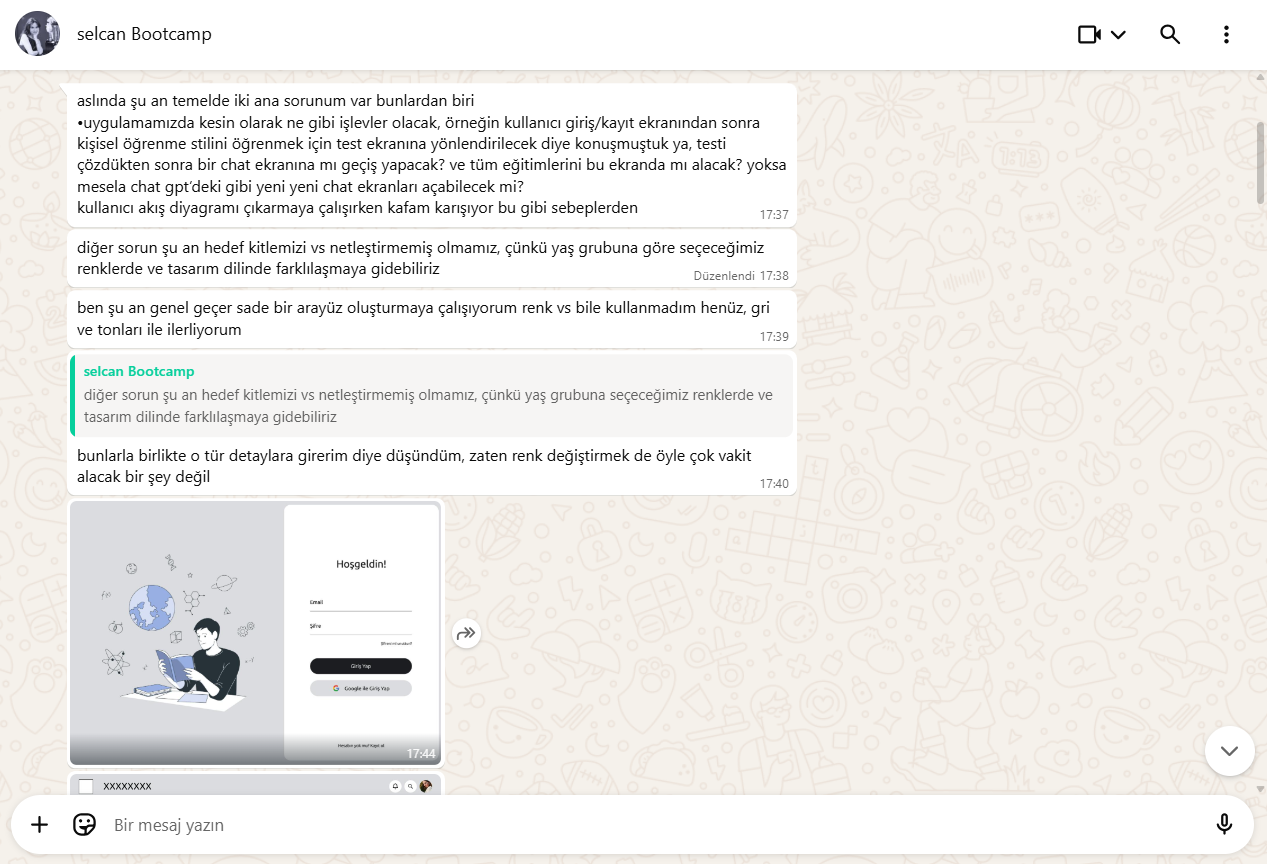 selcan Bootcamp
aslında şu an temelde iki ana sorunum var bunlardan biri
•uygulamamızda kesin olarak ne gibi işlevler olacak, örneğin kullanıcı giriş/kayıt ekranından sonra
kişisel öğrenme stilini öğrenmek için test ekranına yönlendirilecek diye konuşmuştuk ya, testi
çözdükten sonra bir chat ekranına mı geçiş yapacak? ve tüm eğitimlerini bu ekranda mı alacak? yoksa
mesela chat gpt'deki gibi yeni yeni chat ekranları açabilecek mi?
kullanıcı akış diyagramı çıkarmaya çalışırken kafam karışıyor bu gibi sebeplerden
17:37
diğer sorun şu an hedef kitlemizi vs netleştirmemiş olmamız, çünkü yaş grubuna göre seçeceğimiz
renklerde ve tasarım dilinde farklılaşmaya gidebiliriz
Düzenlendi 17:38
ben şu an genel geçer sade bir arayüz oluşturmaya çalışıyorum renk vs bile kullanmadım henüz, gri
ve tonları ile ilerliyorum
17:39
selcan Bootcamp
diğer sorun şu an hedef kitlemizi vs netleştirmemiş olmamız, çünkü yaş grubuna seçeceğimiz renklerde ve
tasarım dilinde farklılaşmaya gidebiliriz
bunlarla birlikte o tür detaylara girerim diye düşündüm, zaten renk değiştirmek de öyle çok vakit
alacak bir şey değil
17:40
Hoşgeldin!
Email
Şifre
Giriş Yap
Google ile Giriş Yap
Hesabın yok mu? Kayıt ol
17:44
XXXXXXXX
Bir mesaj yazın